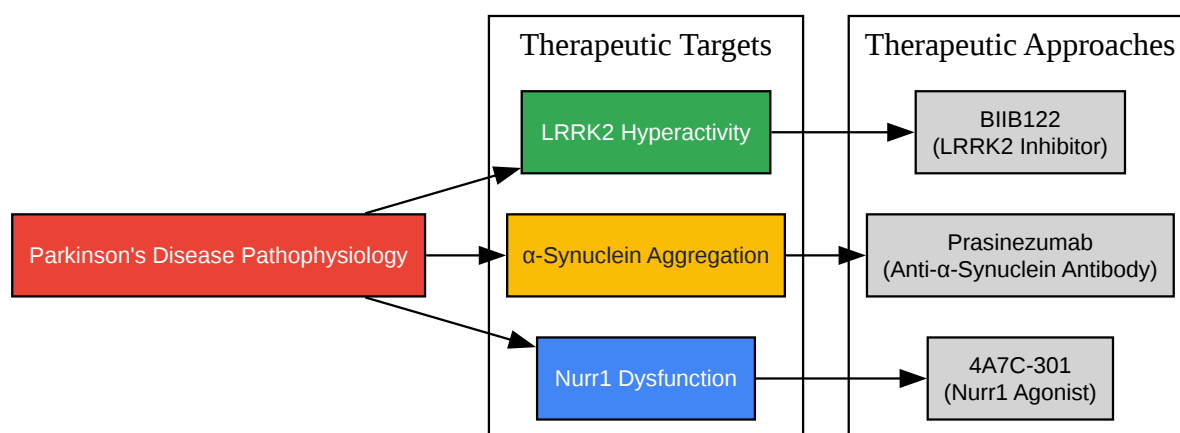 Therapeutic Targets
Therapeutic Approaches
LRRK2 Hyperactivity
BIIB122
(LRRK2 Inhibitor)
Parkinson's Disease Pathophysiology
α-Synuclein Aggregation
Prasinezumab
(Anti-α-Synuclein Antibody)
Nurr1 Dysfunction
4A7C-301
(Nurr1 Agonist)